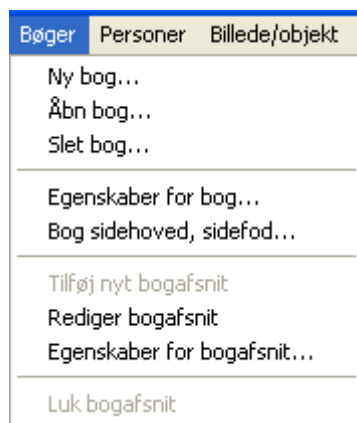 Bøger Personer Billede/objekt
Ny bog...
Åbn bog...
Slet bog...
Egenskaber for bog...
Bog sidehoved, sidefod...
Tilføj nyt bogafsnit
Rediger bogafsnit
Egenskaber for bogafsnit...
Luk bogafsnit